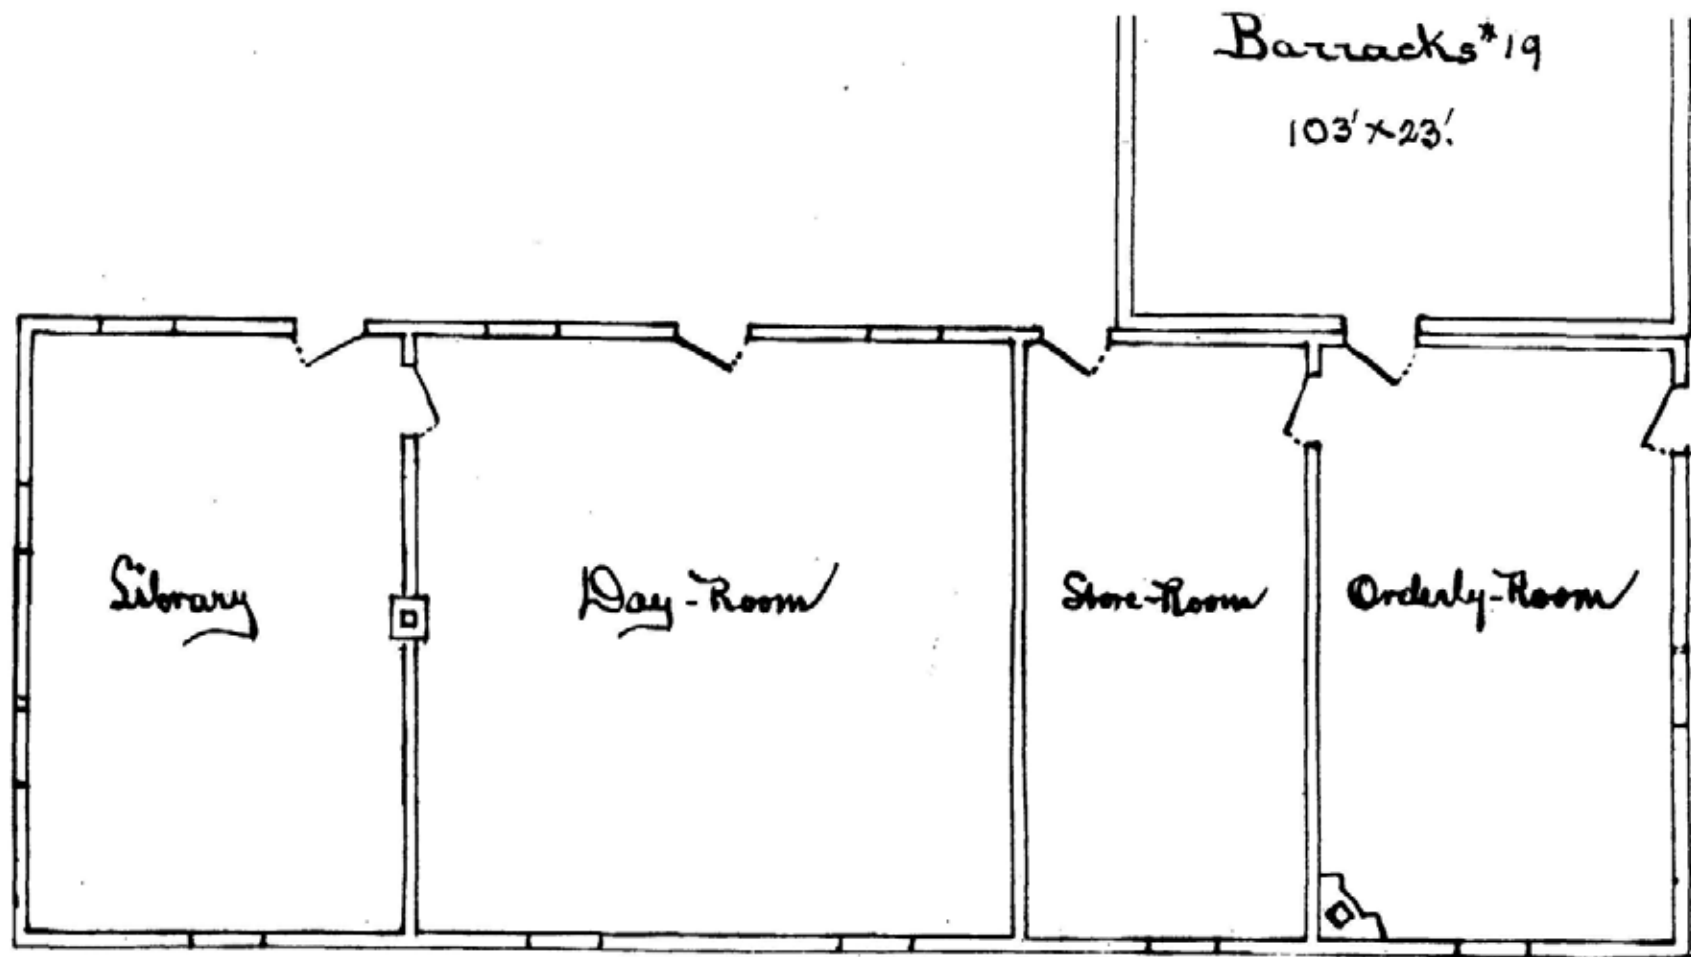 Barracks #19
103' x 23'.
Library
Day-Room
Store-Room
Orderly-Room